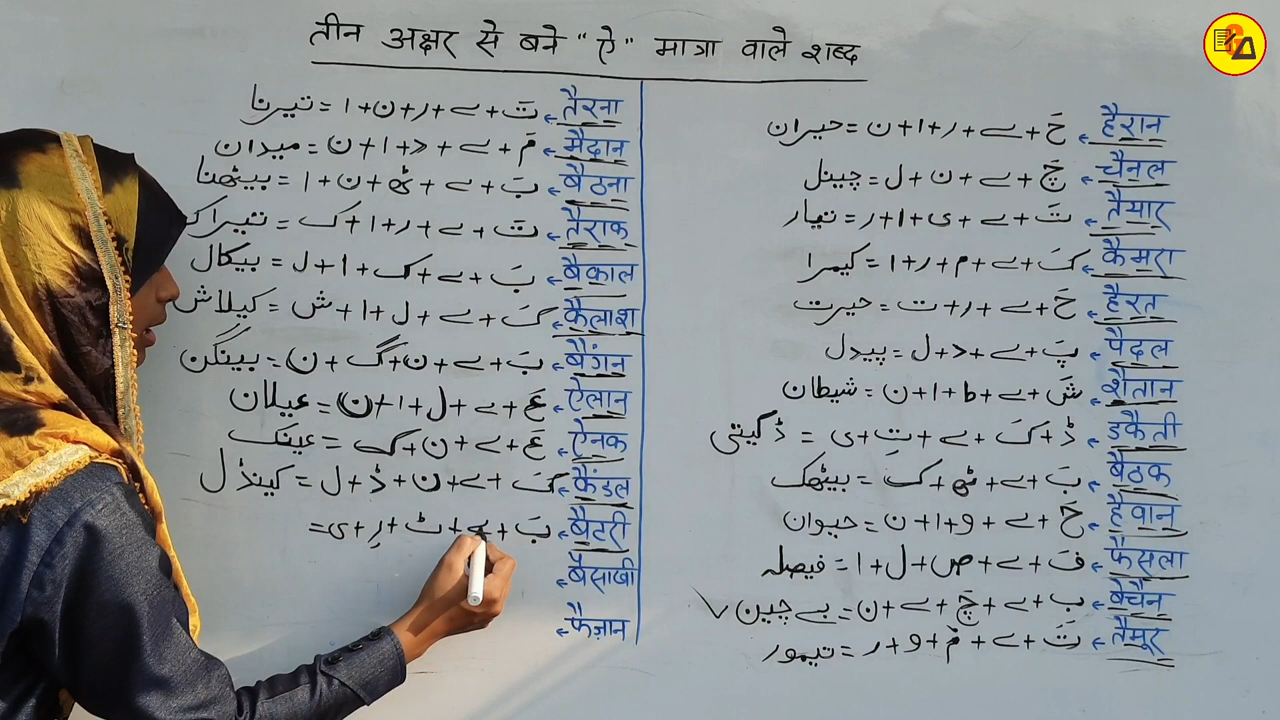 तीन अक्षर से बने "ऐ" मात्रा वाले शब्द
हैरान ← حَ + ے + ر + ا + ن = حیران
चैनल ← چَ + ے + ن + ل = چینل
तैयार ← تَ + ے + ی + ا + ر = تیار
कैमरा ← کَ + ے + م + ر + ا = کیمرا
हैरत ← حَ + ے + ر + ت = حیرت
पैदल ← پَ + ے + د + ل = پیدل
शैतान ← شَ + ے + ط + ا + ن = شیطان
डकैती ← ڈ + کَ + ے + تِ + ی = ڈکیتی
बैठक ← بَ + ے + ٹھ + ک = بیٹھک
हैवान ← حَ + ے + و + ا + ن = حیوان
फैसला ← فَ + ے + ص + ل + ا = فیصلہ
बेचैन ← ب + ے + چَ + ے + ن = بے چین ✓
तैमूर ← تَ + ے + م + و + ر = تیمور
तैरना ← تَ + ے + ر + ن + ا = تیرنا
मैदान ← مَ + ے + د + ا + ن = میدان
बैठना ← بَ + ے + ٹھ + ن + ا = بیٹھنا
तैराक ← تَ + ے + ر + ا + ک = تیراک
बैकाल ← بَ + ے + ک + ا + ل = بیکال
कैलाश ← کَ + ے + ل + ا + ش = کیلاش
बैंगन ← بَ + ے + ن + گ + ن = بینگن
ऐलान ← عَ + ے + ل + ا + ن = عیلان
ऐनक ← عَ + ے + ن + ک = عینک
कैंडल ← کَ + ے + ن + ڈ + ل = کینڈل
बैटरी ← بَ + ے + ٹ + رِ + ی =
बैसाखी ←
फैज़ान ←